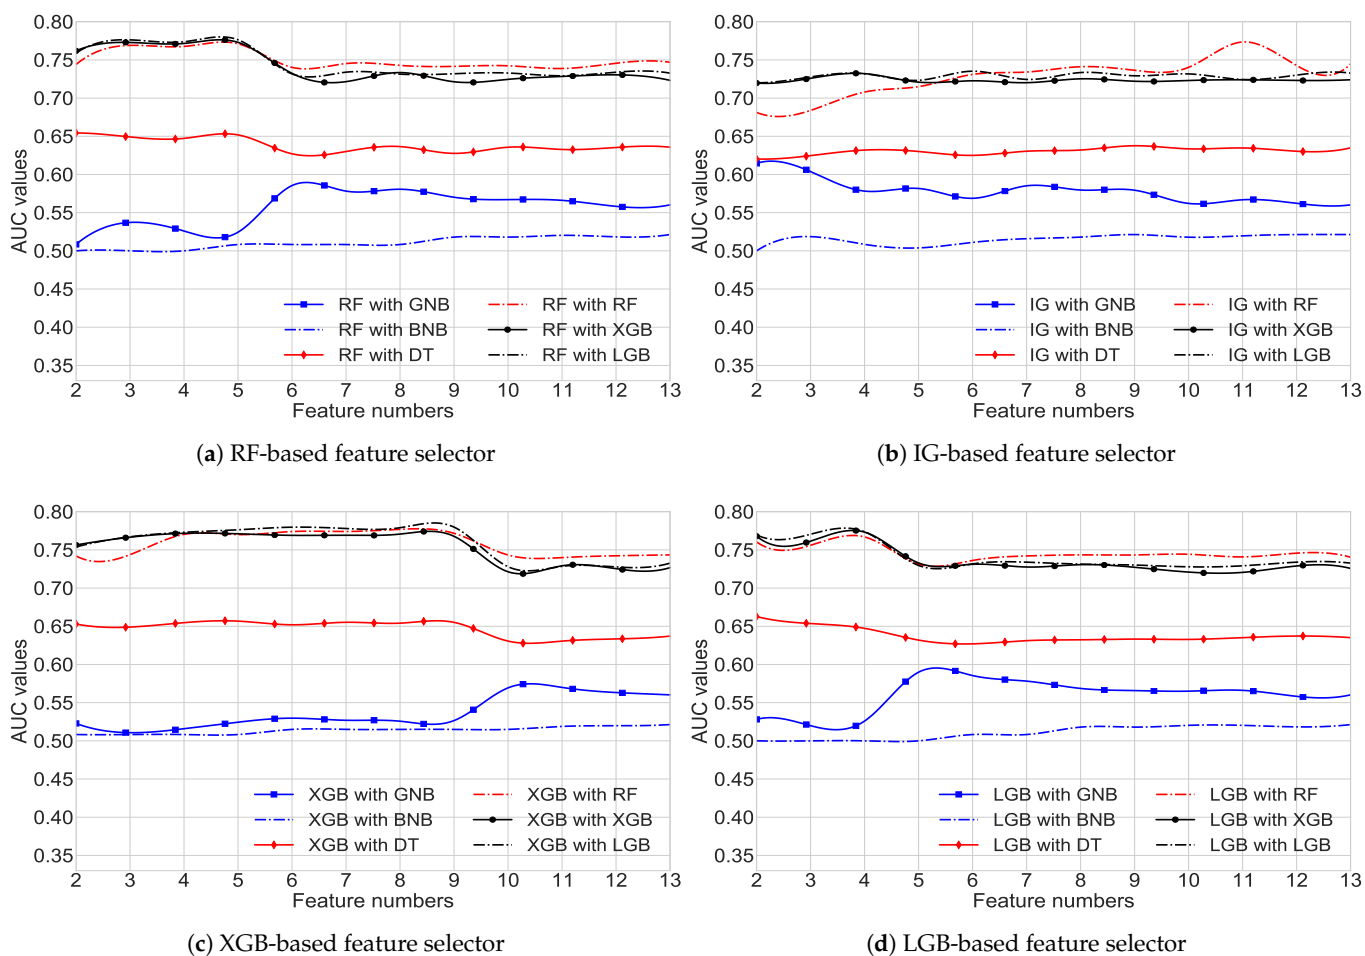 0.80
0.75
0.70
0.65
0.60
0.55
0.50
0.45
0.40
0.35
AUC values
RF with GNB
RF with BNB
RF with DT
RF with RF
RF with XGB
RF with LGB
2 3 4 5 6 7 8 9 10 11 12 13
Feature numbers
(a) RF-based feature selector
0.80
0.75
0.70
0.65
0.60
0.55
0.50
0.45
0.40
0.35
AUC values
IG with GNB
IG with BNB
IG with DT
IG with RF
IG with XGB
IG with LGB
2 3 4 5 6 7 8 9 10 11 12 13
Feature numbers
(b) IG-based feature selector
0.80
0.75
0.70
0.65
0.60
0.55
0.50
0.45
0.40
0.35
AUC values
XGB with GNB
XGB with BNB
XGB with DT
XGB with RF
XGB with XGB
XGB with LGB
2 3 4 5 6 7 8 9 10 11 12 13
Feature numbers
(c) XGB-based feature selector
0.80
0.75
0.70
0.65
0.60
0.55
0.50
0.45
0.40
0.35
AUC values
LGB with GNB
LGB with BNB
LGB with DT
LGB with RF
LGB with XGB
LGB with LGB
2 3 4 5 6 7 8 9 10 11 12 13
Feature numbers
(d) LGB-based feature selector